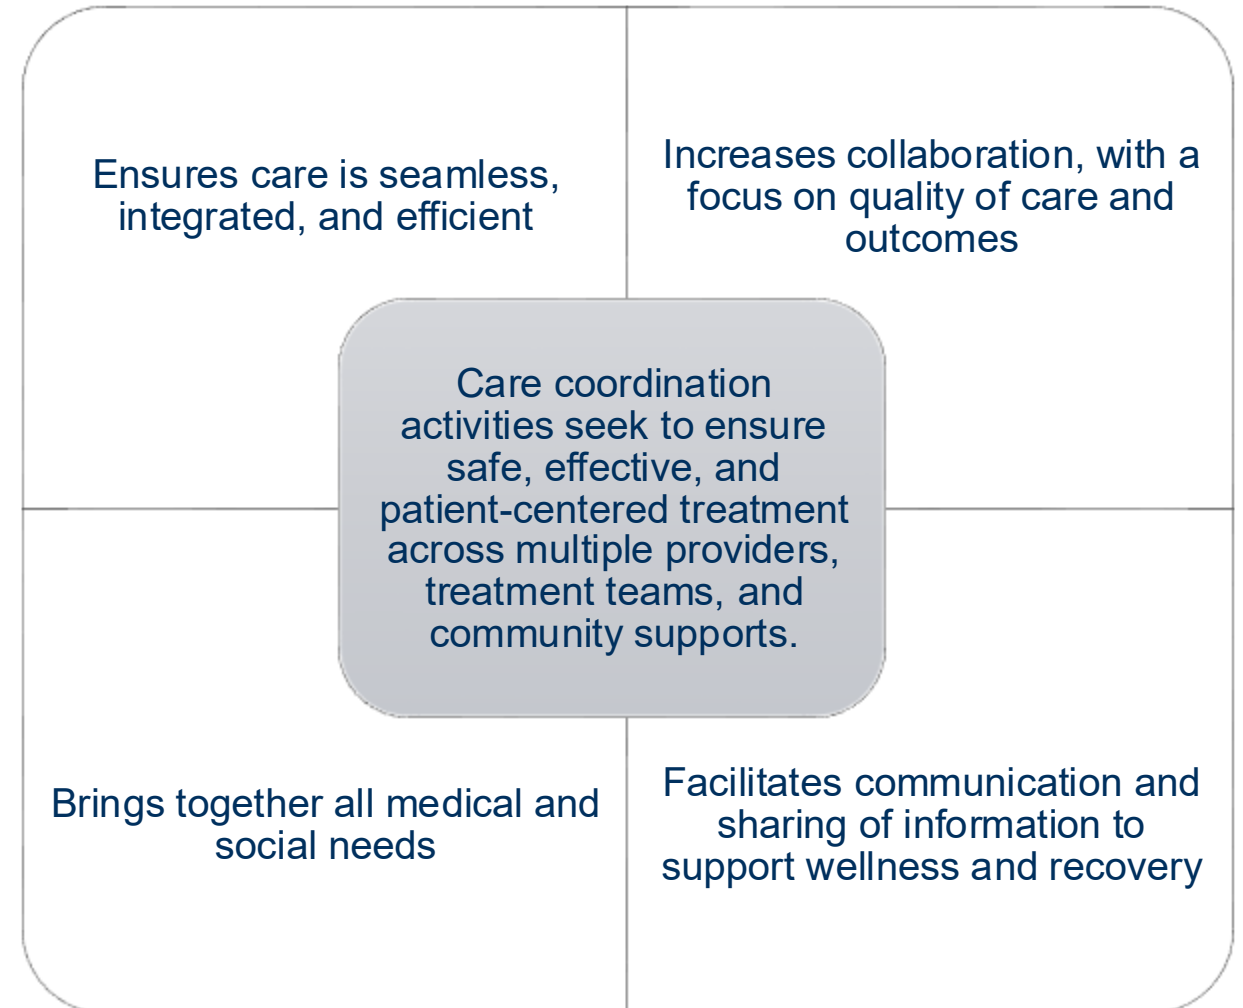 Ensures care is seamless,
integrated, and efficient
Increases collaboration, with a
focus on quality of care and
outcomes
Care coordination
activities seek to ensure
safe, effective, and
patient-centered treatment
across multiple providers,
treatment teams, and
community supports.
Brings together all medical and
social needs
Facilitates communication and
sharing of information to
support wellness and recovery